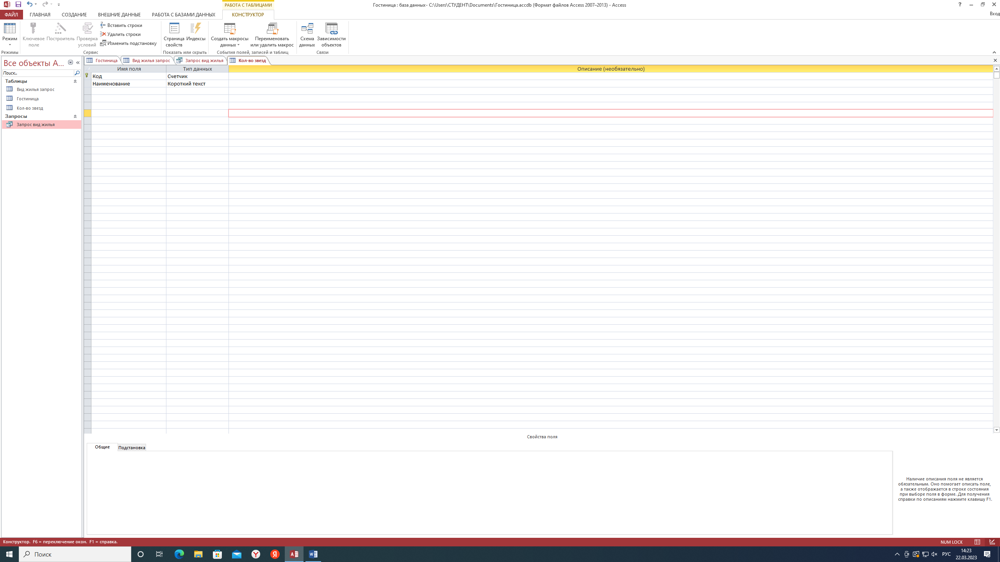 РАБОТА С ТАБЛИЦАМИ
Гостиница : база данных- C:\Users\СТУДЕНТ\Documents\Гостиница.accdb (Формат файлов Access 2007–2013) - Access
ФАЙЛ ГЛАВНАЯ СОЗДАНИЕ ВНЕШНИЕ ДАННЫЕ РАБОТА С БАЗАМИ ДАННЫХ КОНСТРУКТОР Вход
Режим
Ключевое поле
Построитель
Проверка условий
Вставить строки
Удалить строки
Изменить подстановку
Страница свойств
Индексы
Создать макросы данных
Переименовать или удалить макрос
Схема данных
Зависимости объектов
Режимы Сервис Показать или скрыть События полей, записей и таблиц Связи
Все объекты A...
Поиск...
Таблицы
Вид жилья запрос
Гостиница
Кол-во звезд
Запросы
Запрос вид жилья
Гостиница Вид жилья запрос Запрос вид жилья Кол-во звезд
Имя поля Тип данных Описание (необязательно)
Код Счетчик
Наименование Короткий текст
Свойства поля
Общие Подстановка
Наличие описания поля не является
обязательным. Оно помогает описать поле,
а также отображается в строке состояния
при выборе поля в форме. Для получения
справки по описаниям нажмите клавишу F1.
Конструктор. F6 = переключение окон. F1 = справка. NUM LOCK
Поиск
РУС
14:23
22.03.2023